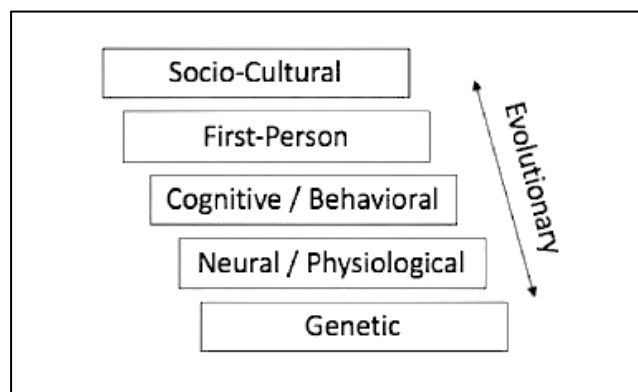 Socio-Cultural
First-Person
Cognitive / Behavioral
Neural / Physiological
Genetic
Evolutionary